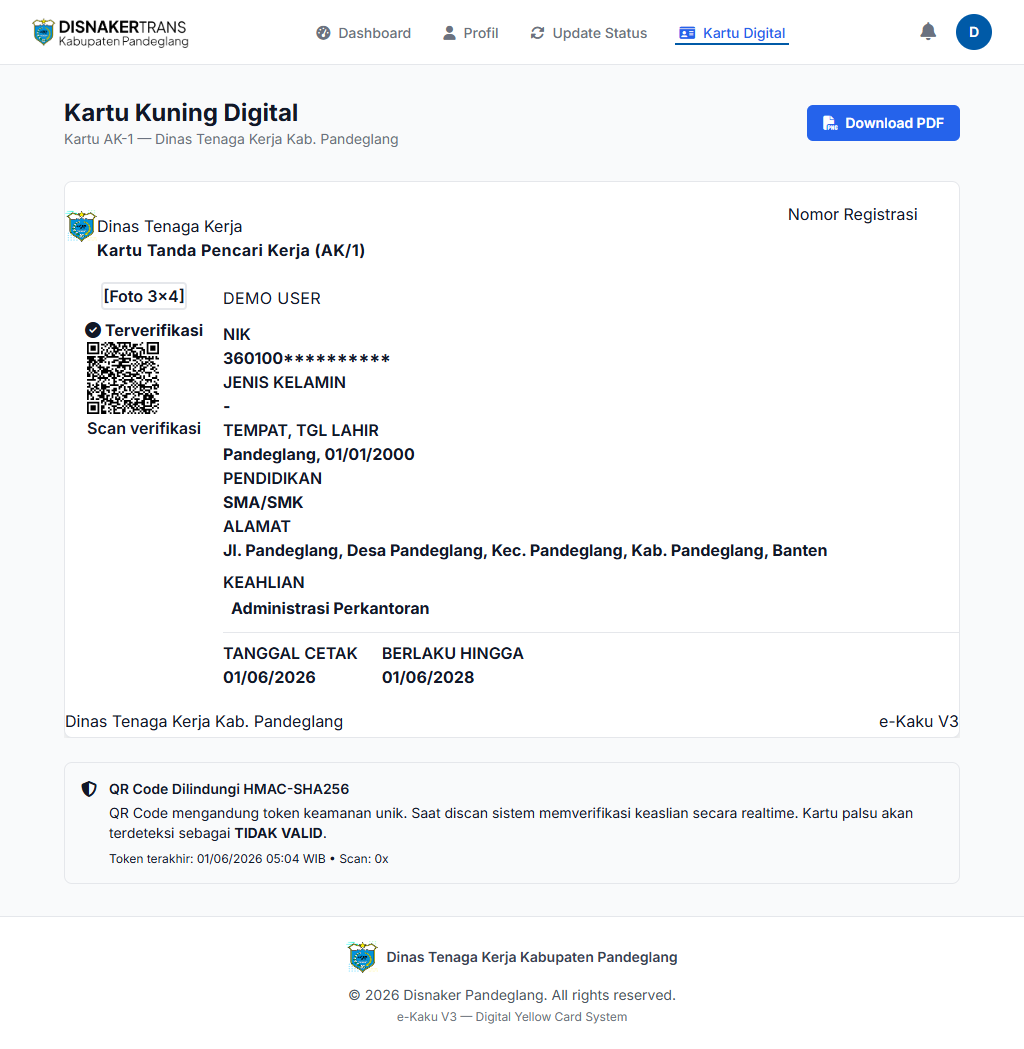 DISNAKERTRANS
Kabupaten Pandeglang
Dashboard
Profil
Update Status
Kartu Digital
D
Kartu Kuning Digital
Kartu AK-1 — Dinas Tenaga Kerja Kab. Pandeglang
Download PDF
Dinas Tenaga Kerja
Kartu Tanda Pencari Kerja (AK/1)
Nomor Registrasi
[Foto 3×4]
Terverifikasi
Scan verifikasi
DEMO USER
NIK
360100**********
JENIS KELAMIN
-
TEMPAT, TGL LAHIR
Pandeglang, 01/01/2000
PENDIDIKAN
SMA/SMK
ALAMAT
Jl. Pandeglang, Desa Pandeglang, Kec. Pandeglang, Kab. Pandeglang, Banten
KEAHLIAN
Administrasi Perkantoran
TANGGAL CETAK BERLAKU HINGGA
01/06/2026 01/06/2028
Dinas Tenaga Kerja Kab. Pandeglang
e-Kaku V3
QR Code Dilindungi HMAC-SHA256
QR Code mengandung token keamanan unik. Saat discan sistem memverifikasi keaslian secara realtime. Kartu palsu akan
terdeteksi sebagai TIDAK VALID.
Token terakhir: 01/06/2026 05:04 WIB • Scan: 0x
Dinas Tenaga Kerja Kabupaten Pandeglang
© 2026 Disnaker Pandeglang. All rights reserved.
e-Kaku V3 — Digital Yellow Card System